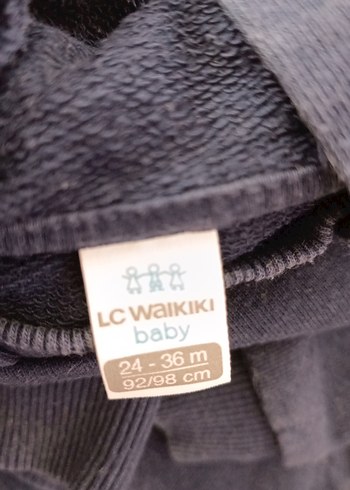 LC WAIKIKI
baby
24 - 36 m
92/98 cm